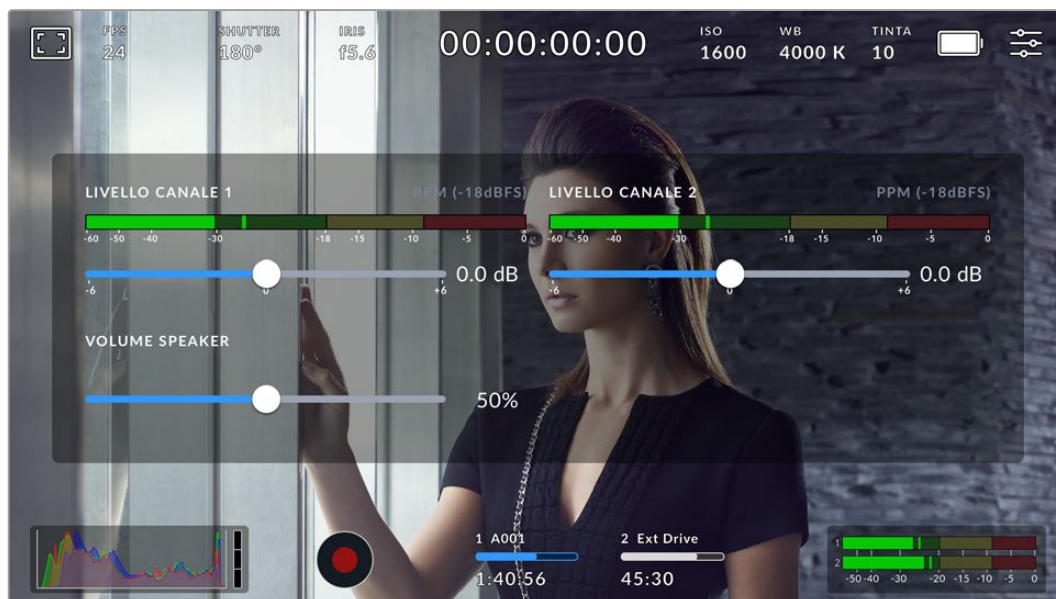 FPS SHUTTER IRIS ISO WB TINTA
24 180° f5.6 00:00:00:00 1600 4000 K 10
LIVELLO CANALE 1 PPM (-18dBFS) LIVELLO CANALE 2 PPM (-18dBFS)
-60 -50 -40 -30 -18 -15 -10 -5 0 -60 -50 -40 -30 -18 -15 -10 -5 0
0.0 dB 0.0 dB
-6 0 +6 -6 0 +6
VOLUME SPEAKER
50%
1 A001 2 Ext Drive
1:40:56 45:30
1
2
-50 -40 -30 -20 -15 -10 -5 0